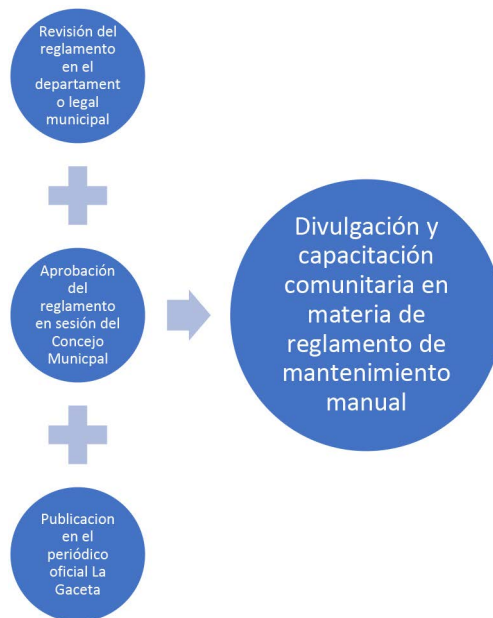 Revisión del
reglamento
en el
departament
o legal
municipal
Aprobación
del
reglamento
en sesión del
Concejo
Municpal
Publicacion
en el
periódico
oficial La
Gaceta
Divulgación y
capacitación
comunitaria en
materia de
reglamento de
mantenimiento
manual